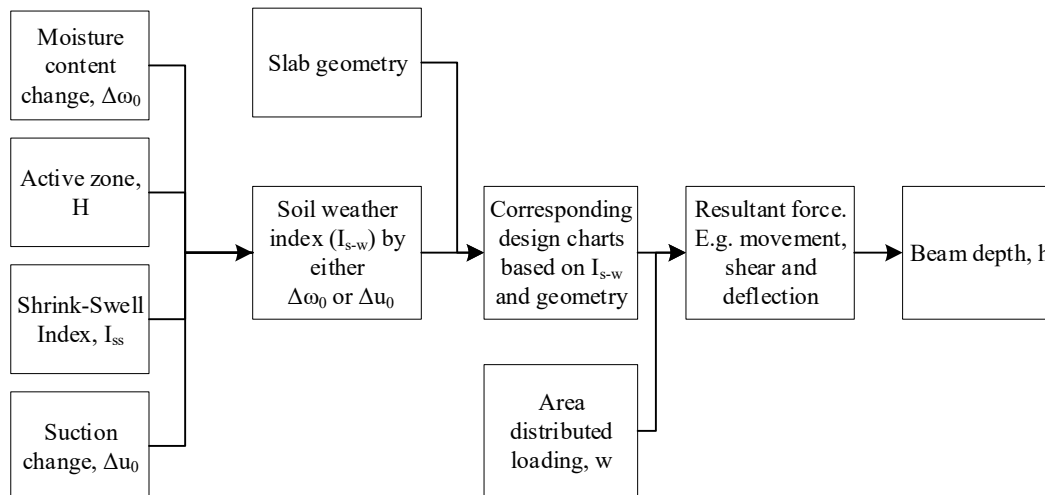 Moisture
content
change, Δω₀
Active zone,
H
Shrink-Swell
Index, Iₛₛ
Suction
change, Δu₀
Slab geometry
Soil weather
index (Iₛ₋w) by
either
Δω₀ or Δu₀
Corresponding
design charts
based on Iₛ₋w
and geometry
Area
distributed
loading, w
Resultant force.
E.g. movement,
shear and
deflection
Beam depth, h